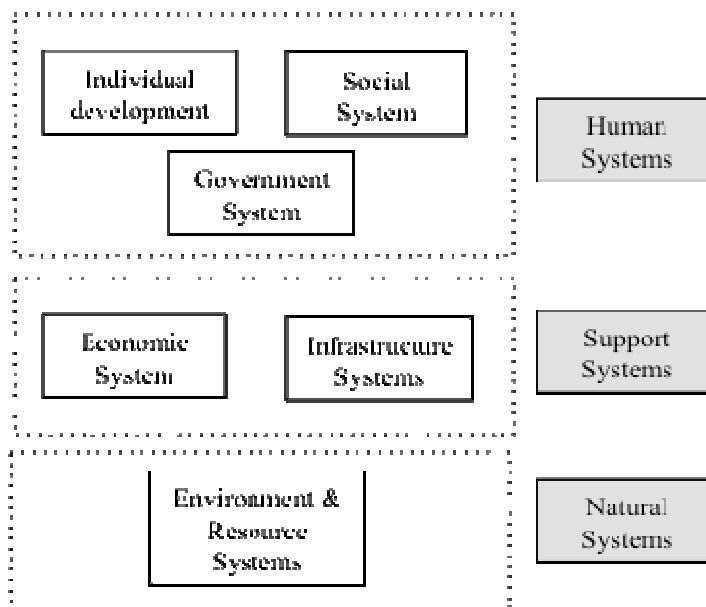 Individual
development
Social
System
Government
System
Human
Systems
Economic
System
Infrastructure
Systems
Support
Systems
Environment &
Resource
Systems
Natural
Systems